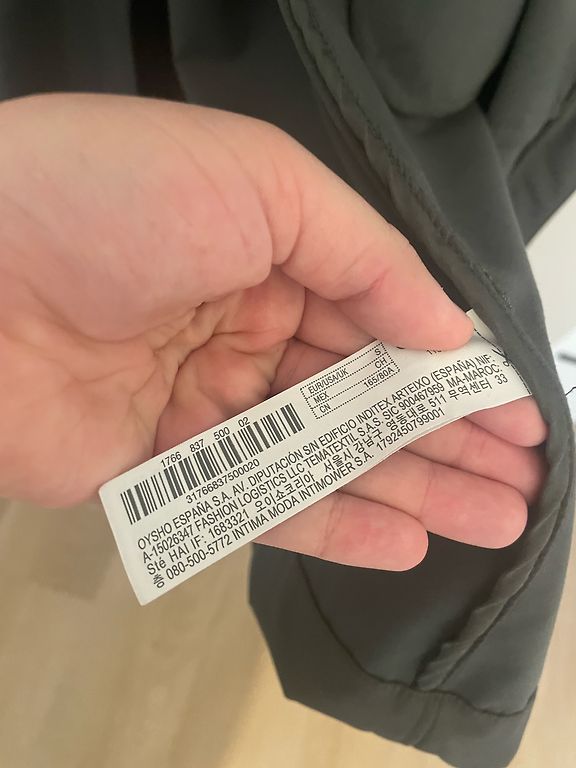 1766 837 500 02
31766837500020
EUR/USA/UK S
MEX CH
CN 165/80A
OYSHO ESPAÑA S.A. AV. DIPUTACIÓN S/N EDIFICIO INDITEX ARTEIXO (ESPAÑA) NIF:
A-15026347 FASHION LOGISTICS LLC TEMATEXTIL S.A.S. SIC 900467955 MA-MAROC.
Sté HAI IF: 1683321 오이쇼코리아 서울시 강남구 영동대로 511 무역센터 33
층 080-500-5772 INTIMA MODA INTIMOWER S.A. 1792450799001